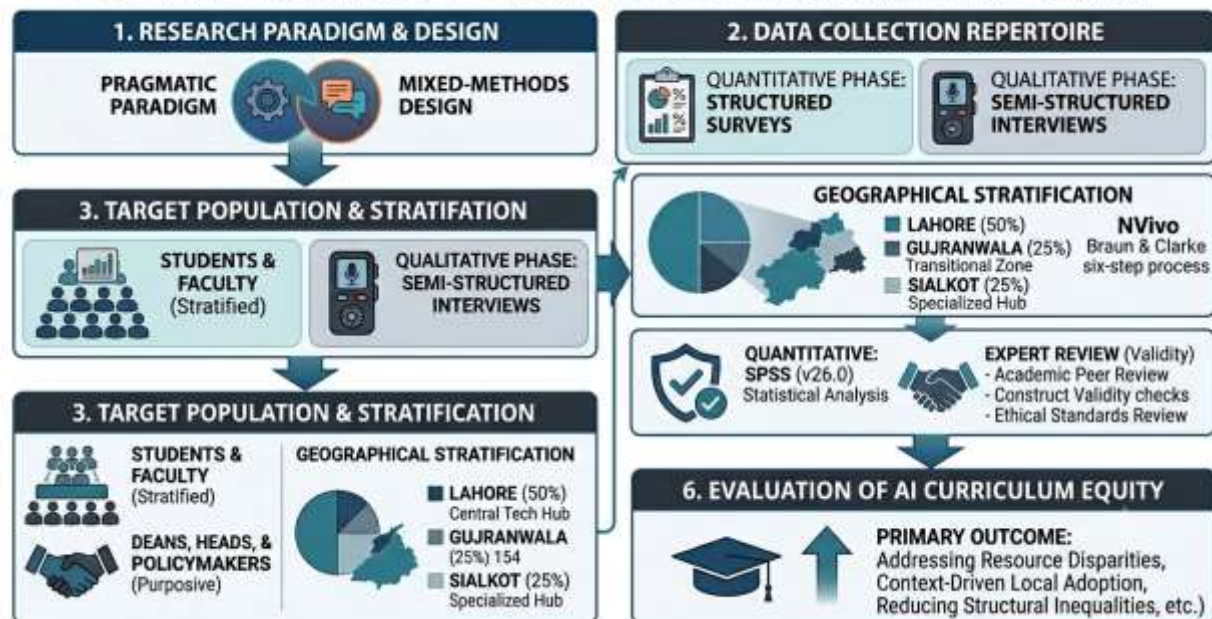 1. RESEARCH PARADIGM & DESIGN
PRAGMATIC
PARADIGM
MIXED-METHODS
DESIGN
2. DATA COLLECTION REPERTOIRE
QUANTITATIVE PHASE:
STRUCTURED
SURVEYS
QUALITATIVE PHASE:
SEMI-STRUCTURED
INTERVIEWS
3. TARGET POPULATION & STRATIFATION
STUDENTS &
FACULTY
(Stratified)
QUALITATIVE PHASE:
SEMI-STRUCTURED
INTERVIEWS
GEOGRAPHICAL STRATIFICATION
LAHORE (50%)
GUJRANWALA (25%)
Transitional Zone
SIALKOT (25%)
Specialized Hub
NVivo
Braun & Clarke
six-step process
QUANTITATIVE:
SPSS (v26.0)
Statistical Analysis
EXPERT REVIEW (Validity)
- Academic Peer Review
- Construct Validity checks
- Ethical Standards Review
3. TARGET POPULATION & STRATIFICATION
STUDENTS &
FACULTY
(Stratified)
DEANS, HEADS, &
POLICYMAKERS
(Purposive)
GEOGRAPHICAL STRATIFICATION
LAHORE (50%)
Central Tech Hub
GUJRANWALA
(25%) 154
SIALKOT (25%)
Specialized Hub
6. EVALUATION OF AI CURRICULUM EQUITY
PRIMARY OUTCOME:
Addressing Resource Disparities,
Context-Driven Local Adoption,
Reducing Structural Inequalities, etc.)